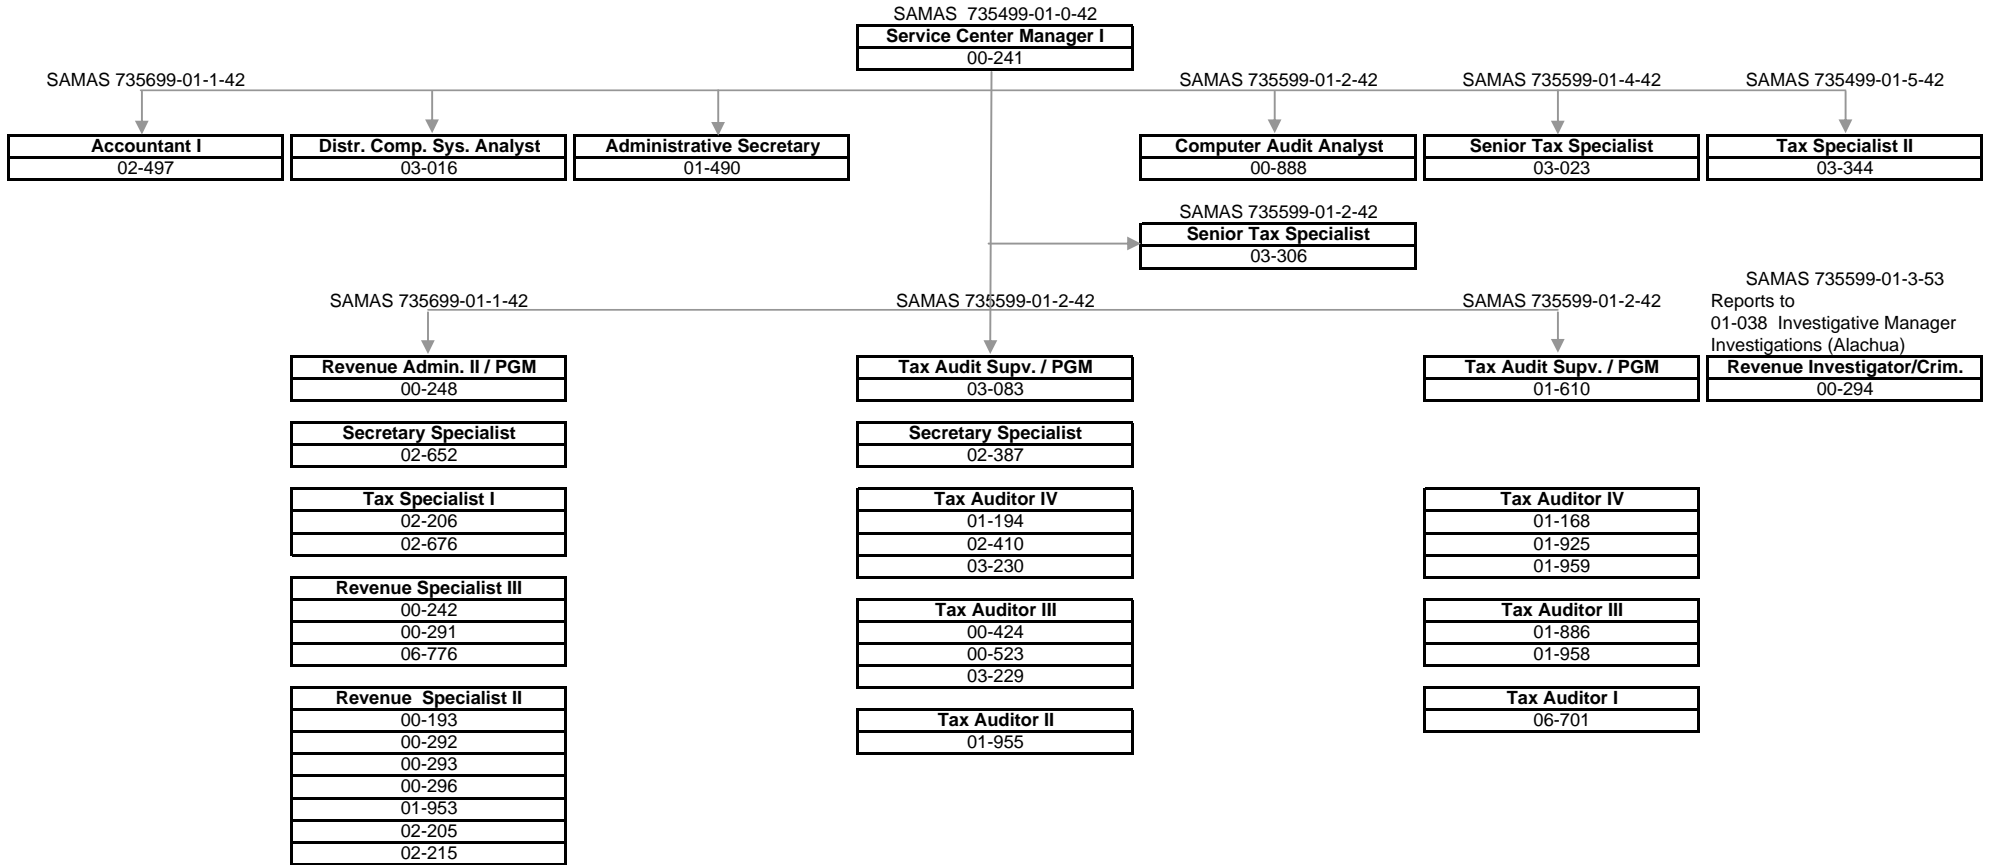 SAMAS 735499-01-0-42
Service Center Manager I
00-241
SAMAS 735699-01-1-42
SAMAS 735599-01-2-42
SAMAS 735599-01-4-42
SAMAS 735499-01-5-42
Accountant I
02-497
Distr. Comp. Sys. Analyst
03-016
Administrative Secretary
01-490
Computer Audit Analyst
00-888
Senior Tax Specialist
03-023
Tax Specialist II
03-344
SAMAS 735599-01-2-42
Senior Tax Specialist
03-306
SAMAS 735699-01-1-42
Revenue Admin. II / PGM
00-248
Secretary Specialist
02-652
Tax Specialist I
02-206
02-676
Revenue Specialist III
00-242
00-291
06-776
Revenue Specialist II
00-193
00-292
00-293
00-296
01-953
02-205
02-215
SAMAS 735599-01-2-42
Tax Audit Supv. / PGM
03-083
Secretary Specialist
02-387
Tax Auditor IV
01-194
02-410
03-230
Tax Auditor III
00-424
00-523
03-229
Tax Auditor II
01-955
SAMAS 735599-01-2-42
Tax Audit Supv. / PGM
01-610
Tax Auditor IV
01-168
01-925
01-959
Tax Auditor III
01-886
01-958
Tax Auditor I
06-701
SAMAS 735599-01-3-53
Reports to
01-038 Investigative Manager
Investigations (Alachua)
Revenue Investigator/Crim.
00-294